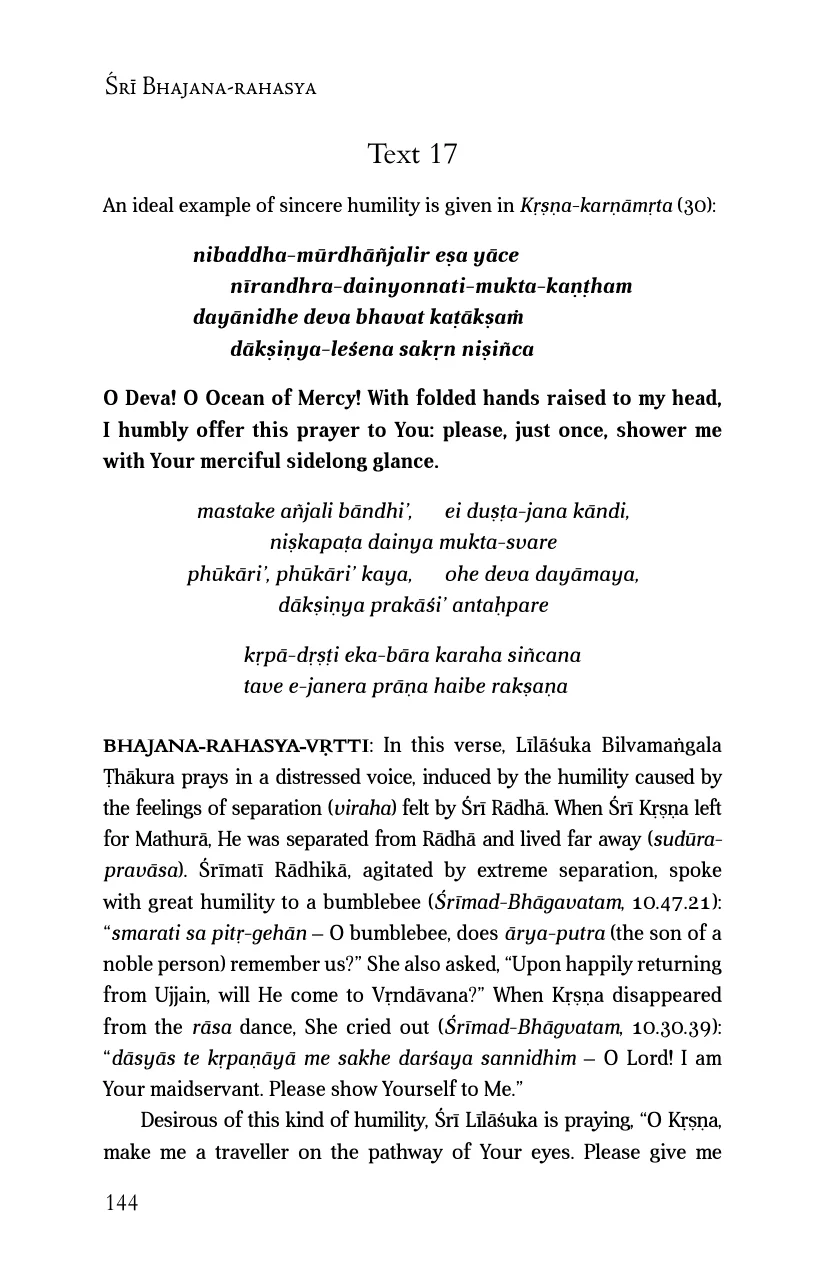 Śrī Bhajana-rahasya
Text 17
An ideal example of sincere humility is given in Kṛṣṇa-karṇāmṛta (30):
nibaddha-mūrdhāñjalir eṣa yāce
nīrandhra-dainyonnati-mukta-kaṇṭham
dayānidhe deva bhavat kaṭākṣaṁ
dākṣiṇya-leśena sakṛn niṣiñca
O Deva! O Ocean of Mercy! With folded hands raised to my head,
I humbly offer this prayer to You: please, just once, shower me
with Your merciful sidelong glance.
mastake añjali bāndhi’, ei duṣṭa-jana kāndi,
niṣkapaṭa dainya mukta-svare
phūkāri’, phūkāri’ kaya, ohe deva dayāmaya,
dākṣiṇya prakāśi’ antaḥpare
kṛpā-dṛṣṭi eka-bāra karaha siñcana
tave e-janera prāṇa haibe rakṣaṇa
BHAJANA-RAHASYA-VṚTTI: In this verse, Līlāśuka Bilvamaṅgala
Ṭhākura prays in a distressed voice, induced by the humility caused by
the feelings of separation (viraha) felt by Śrī Rādhā. When Śrī Kṛṣṇa left
for Mathurā, He was separated from Rādhā and lived far away (sudūra-
pravāsa). Śrīmatī Rādhikā, agitated by extreme separation, spoke
with great humility to a bumblebee (Śrīmad-Bhāgavatam, 10.47.21):
“smarati sa pitṛ-gehān – O bumblebee, does ārya-putra (the son of a
noble person) remember us?” She also asked, “Upon happily returning
from Ujjain, will He come to Vṛndāvana?” When Kṛṣṇa disappeared
from the rāsa dance, She cried out (Śrīmad-Bhāgvatam, 10.30.39):
“dāsyās te kṛpaṇāyā me sakhe darśaya sannidhim – O Lord! I am
Your maidservant. Please show Yourself to Me.”
Desirous of this kind of humility, Śrī Līlāśuka is praying, “O Kṛṣṇa,
make me a traveller on the pathway of Your eyes. Please give me
144